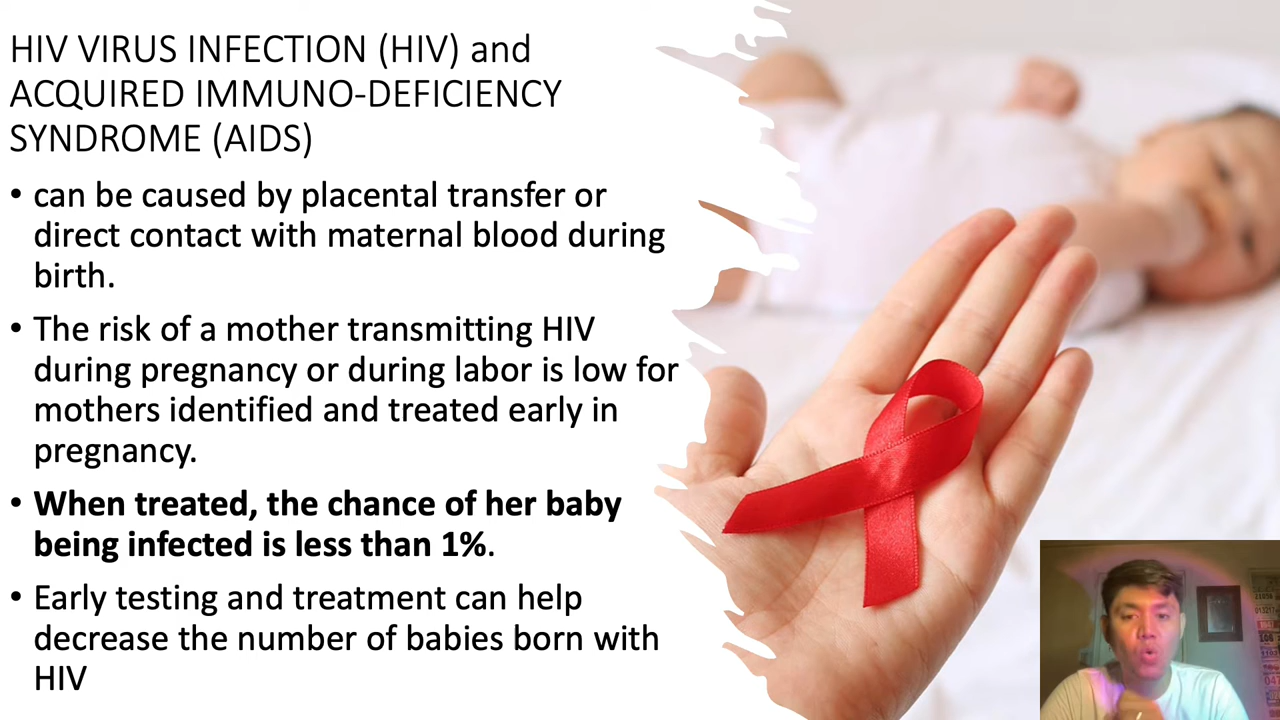 HIV VIRUS INFECTION (HIV) and
ACQUIRED IMMUNO-DEFICIENCY
SYNDROME (AIDS)
• can be caused by placental transfer or
direct contact with maternal blood during
birth.
• The risk of a mother transmitting HIV
during pregnancy or during labor is low for
mothers identified and treated early in
pregnancy.
• When treated, the chance of her baby
being infected is less than 1%.
• Early testing and treatment can help
decrease the number of babies born with
HIV